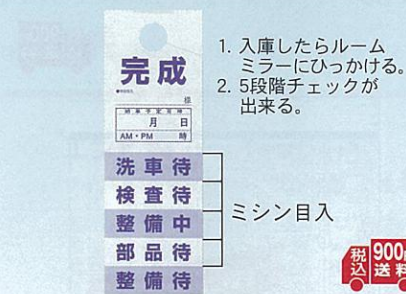 完成
様
月 日
AM・PM 時
洗車待
検査待
整備中
部品待
整備待
1. 入庫したらルーム
ミラーにひっかける。
2. 5段階チェックが
出来る。
ミシン目入
税込 900
送料